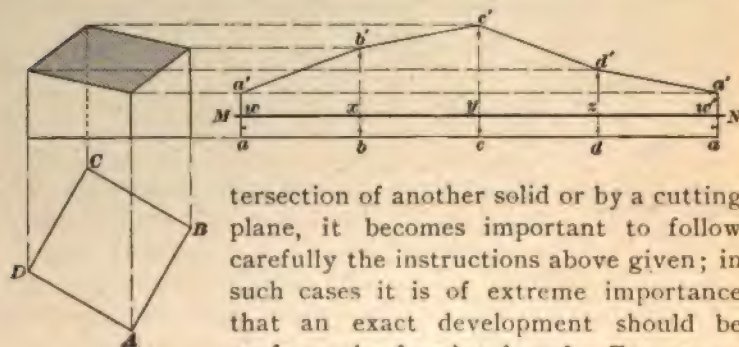 c'
b'
d'
a' a'
M w x y z w' N
a b c d a
C
B
D
A
tersection of another solid or by a cutting
plane, it becomes important to follow
carefully the instructions above given; in
such cases it is of extreme importance
that an exact development should be